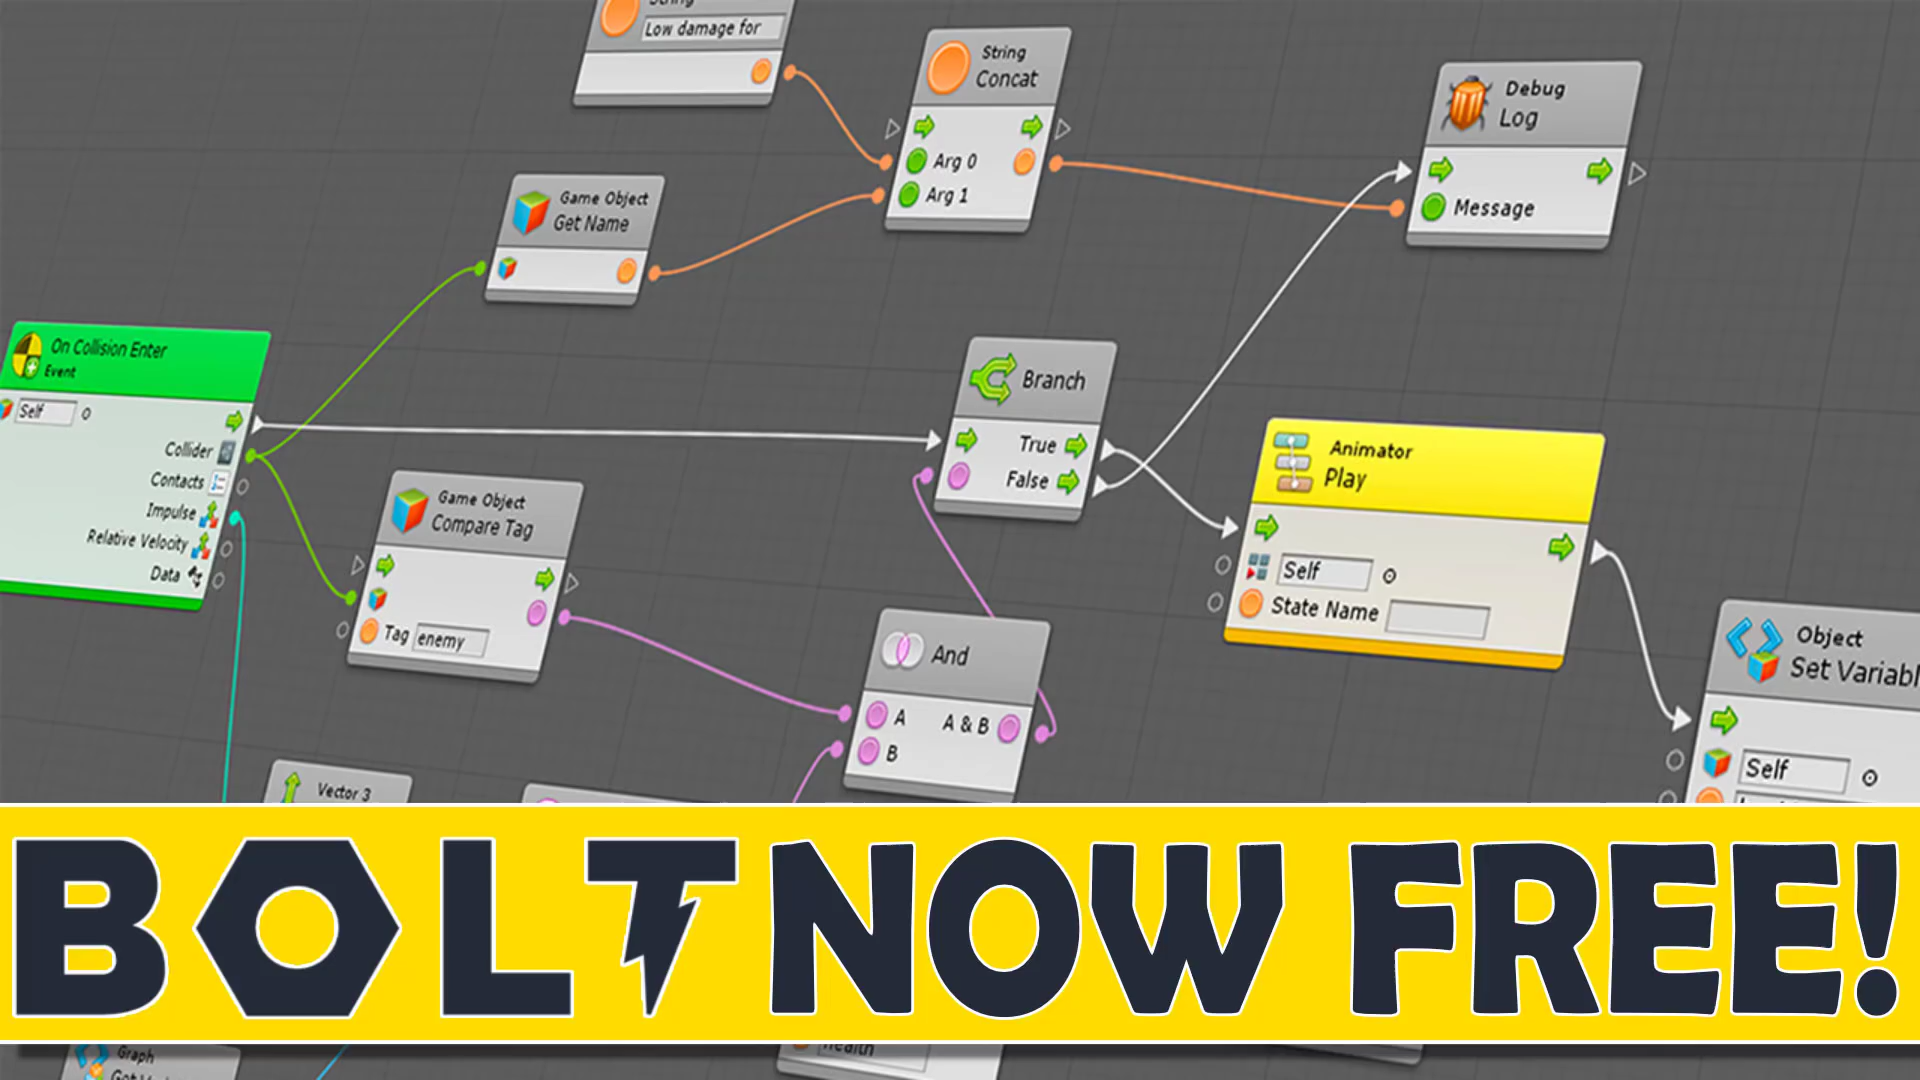 String
Low damage for
String
Concat
Arg 0
Arg 1
Debug
Log
Message
Game Object
Get Name
On Collision Enter
Event
Self
Collider
Contacts
Impulse
Relative Velocity
Data
Branch
True
False
Animator
Play
Self
State Name
Game Object
Compare Tag
Tag enemy
And
A A & B
B
Object
Set Variabl
Self
Vector 3
BOLT NOW FREE!
Graph
health